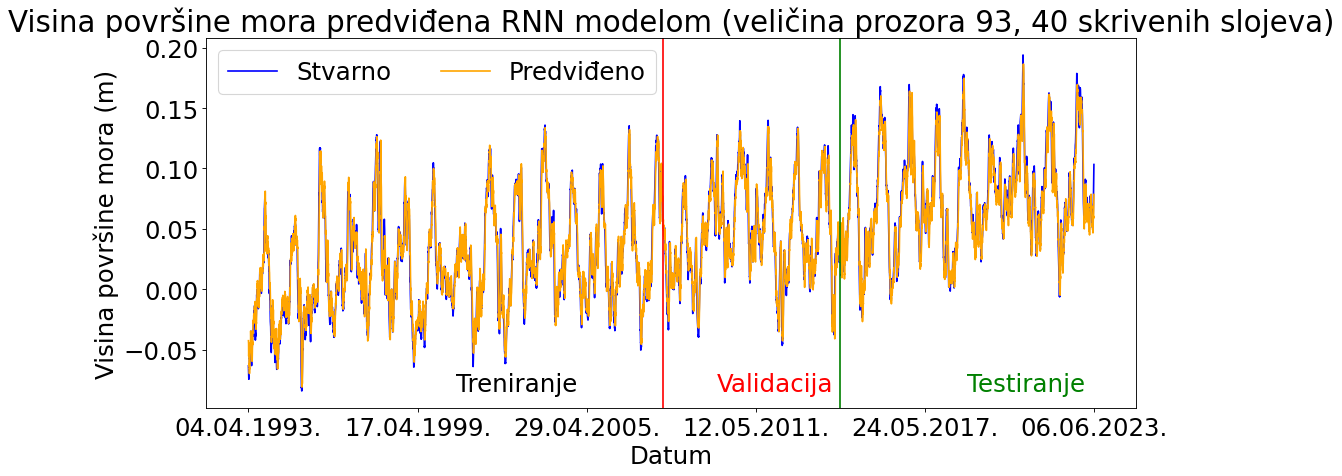 Visina površine mora predviđena RNN modelom (veličina prozora 93, 40 skrivenih slojeva)
Stvarno
Predviđeno
Visina površine mora (m)
0.20
0.15
0.10
0.05
0.00
−0.05
Treniranje
Validacija
Testiranje
04.04.1993.
17.04.1999.
29.04.2005.
12.05.2011.
24.05.2017.
06.06.2023.
Datum